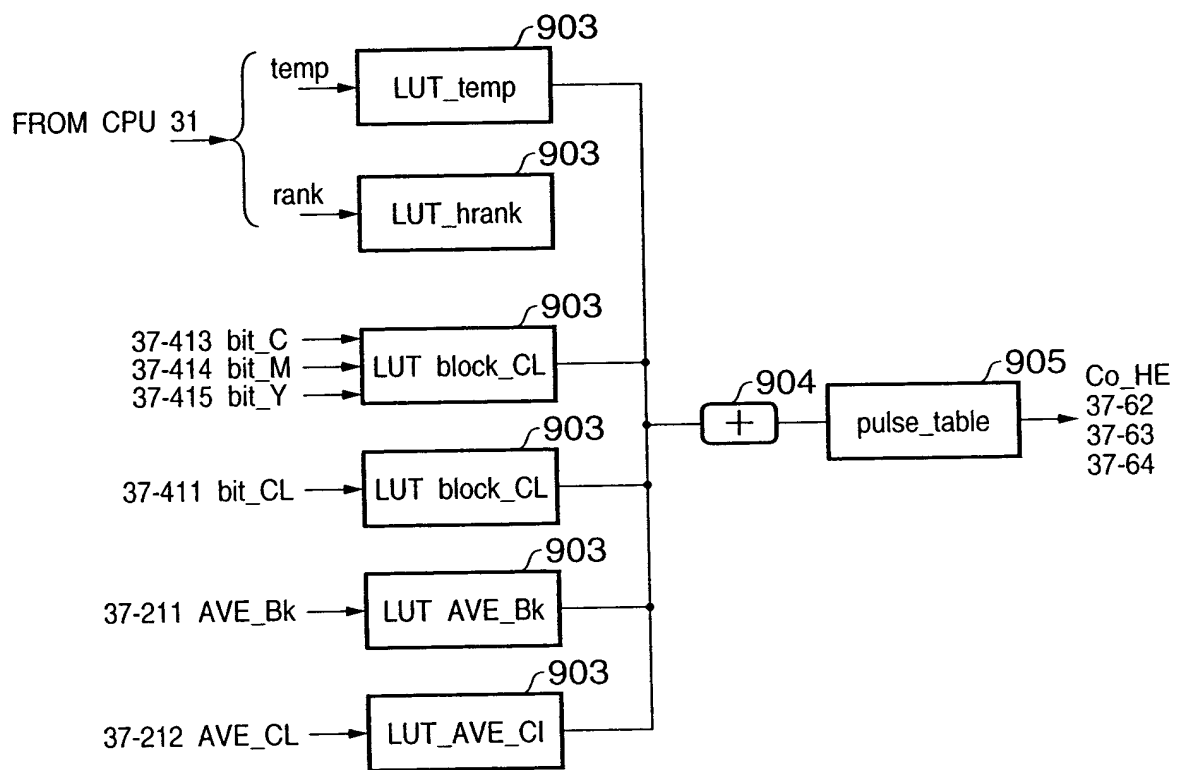 903
temp
LUT_temp
FROM CPU 31
903
rank
LUT_hrank
903
37-413 bit_C
37-414 bit_M
37-415 bit_Y
LUT block_CL
904
905
+
pulse_table
Co_HE
37-62
37-63
37-64
903
37-411 bit_CL
LUT block_CL
903
37-211 AVE_Bk
LUT AVE_Bk
903
37-212 AVE_CL
LUT_AVE_Cl